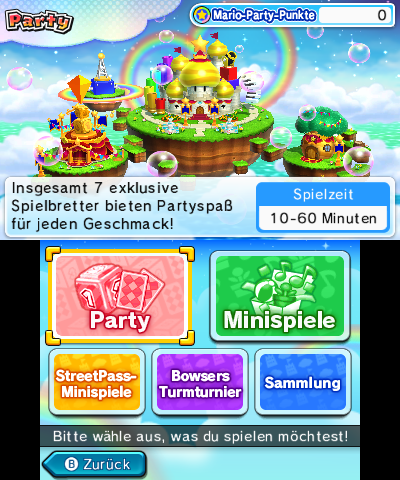 Party
Mario-Party-Punkte 0
Insgesamt 7 exklusive
Spielbretter bieten Partyspaß
für jeden Geschmack!
Spielzeit
10-60 Minuten
Party
Minispiele
StreetPass-
Minispiele
Bowsers
Turmturnier
Sammlung
Bitte wähle aus, was du spielen möchtest!
B Zurück